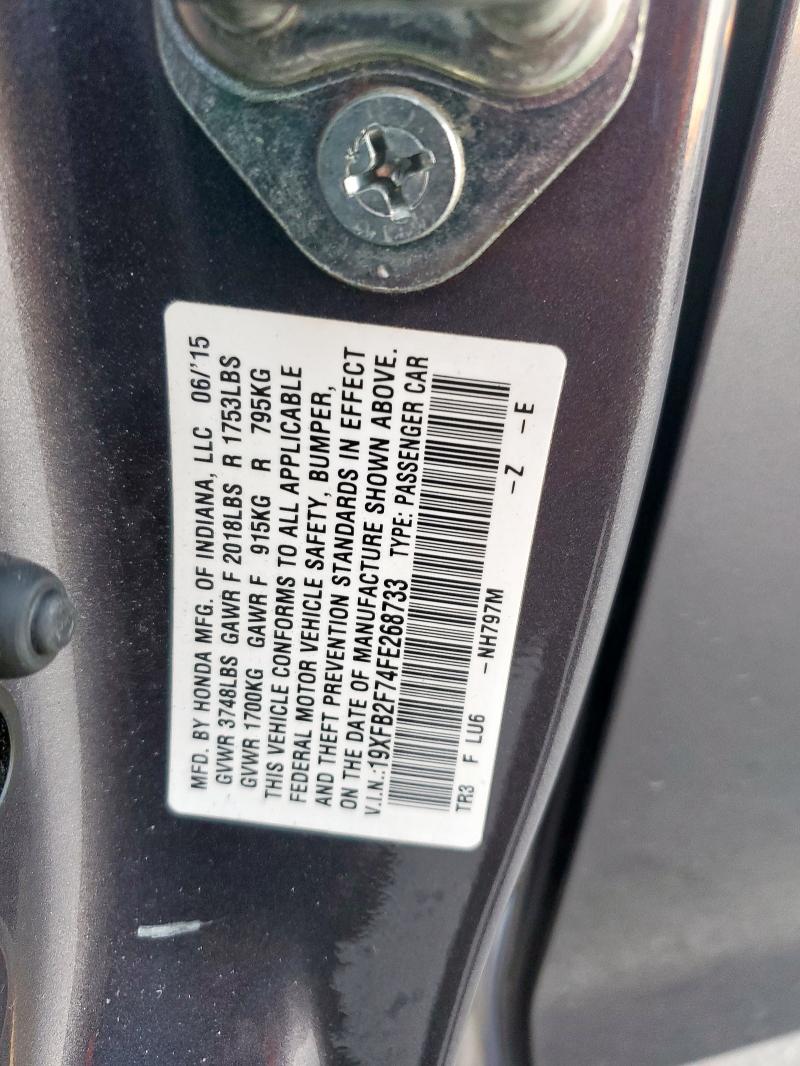 MFD. BY HONDA MFG. OF INDIANA, LLC 06/'15
GVWR 3748LBS GAWR F 2018LBS R 1753LBS
GVWR 1700KG GAWR F 915KG R 795KG
THIS VEHICLE CONFORMS TO ALL APPLICABLE
FEDERAL MOTOR VEHICLE SAFETY, BUMPER,
AND THEFT PREVENTION STANDARDS IN EFFECT
ON THE DATE OF MANUFACTURE SHOWN ABOVE.
V.I.N.:19XFB2F74FE268733 TYPE: PASSENGER CAR
TR3 F LU6 -NH797M -Z -E